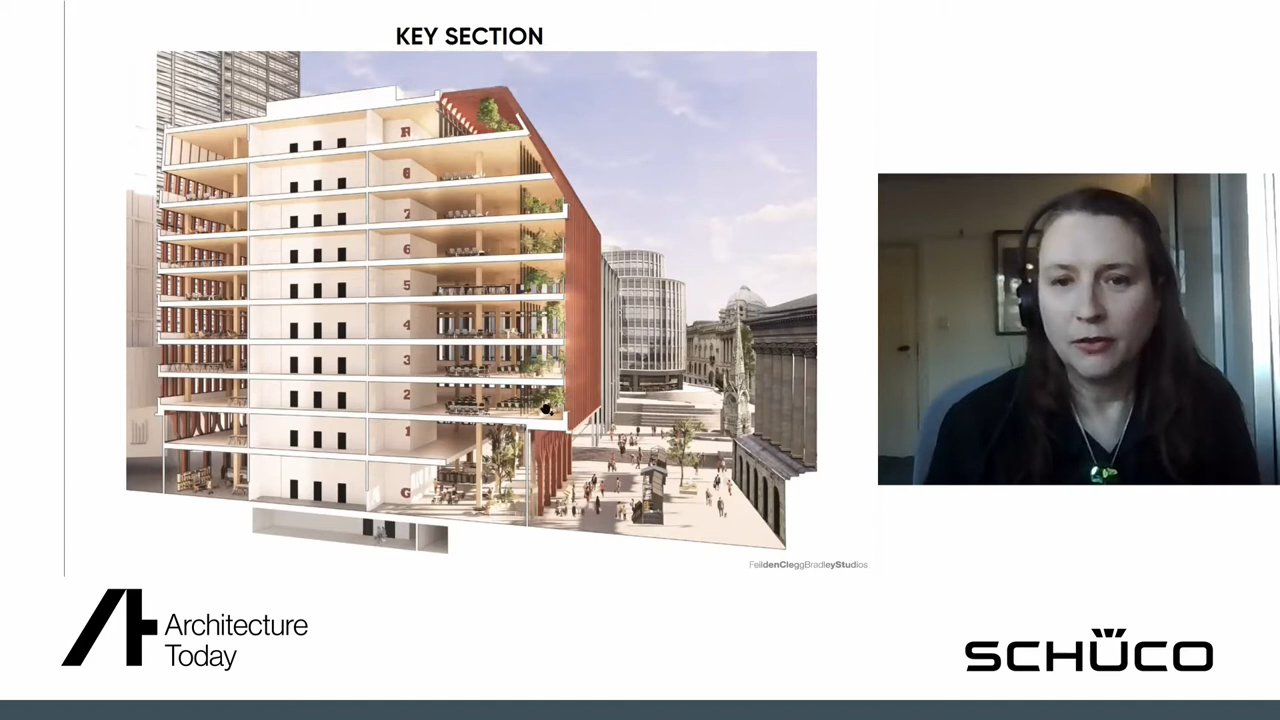 KEY SECTION
R
8
7
6
5
4
3
2
1
G
FeildenCleggBradleyStudios
Architecture
Today
SCHÜCO